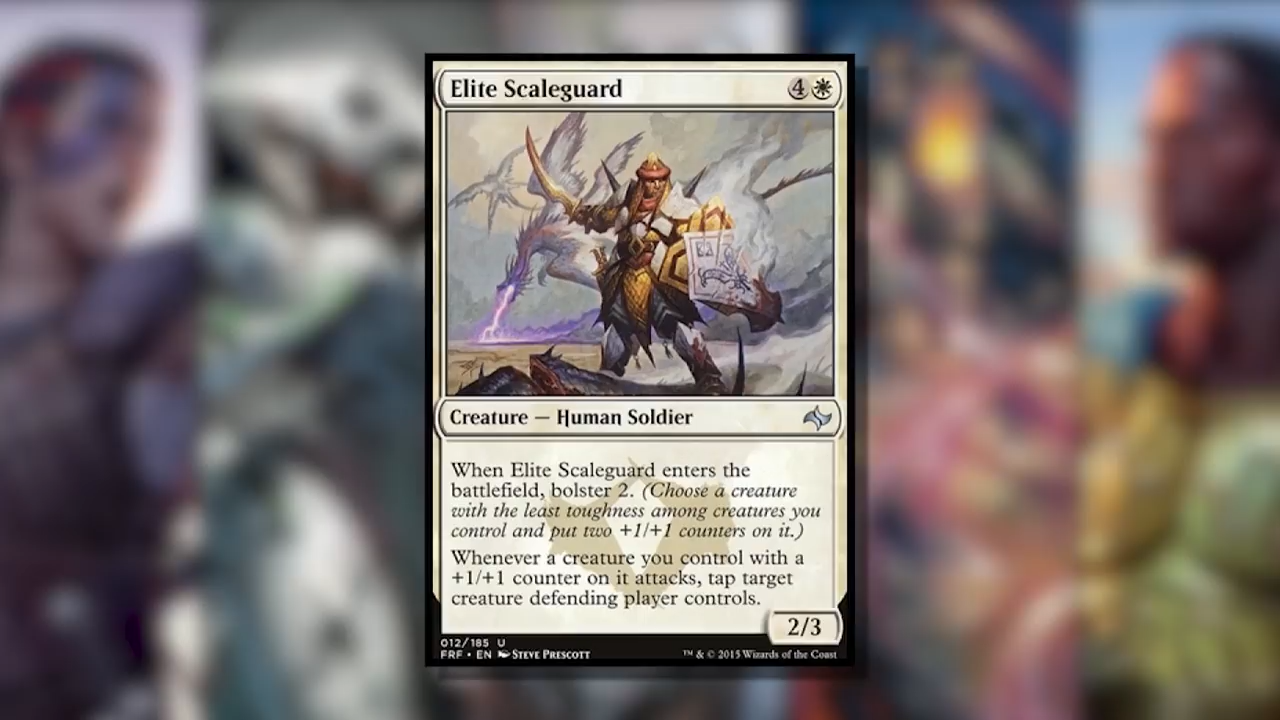 Elite Scaleguard 4
Creature — Human Soldier
When Elite Scaleguard enters the
battlefield, bolster 2. (Choose a creature
with the least toughness among creatures you
control and put two +1/+1 counters on it.)
Whenever a creature you control with a
+1/+1 counter on it attacks, tap target
creature defending player controls.
2/3
012/185 U
FRF • EN Steve Prescott ™ & © 2015 Wizards of the Coast